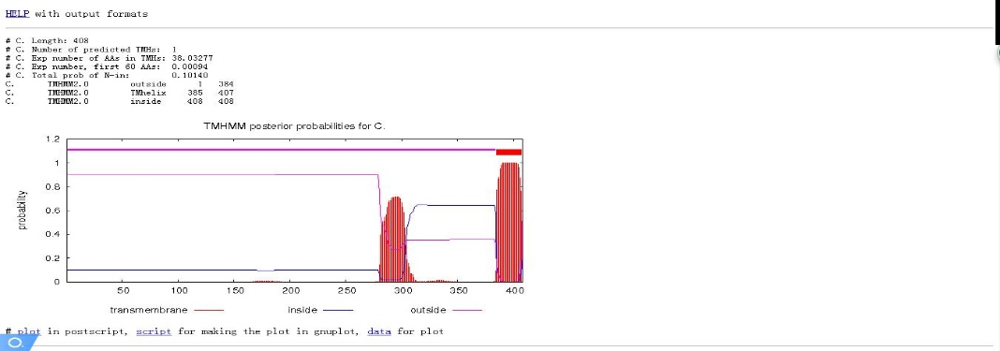 HELP with output formats
# C. Length: 408
# C. Number of predicted TMHs: 1
# C. Exp number of AAs in TMHs: 38.03277
# C. Exp number, first 60 AAs: 0.00094
# C. Total prob of N-in: 0.10140
C. TMHMM2.0 outside 1 384
C. TMHMM2.0 TMhelix 385 407
C. TMHMM2.0 inside 408 408
TMHMM posterior probabilities for C.
1.2
1
0.8
0.6
0.4
0.2
0
probability
50 100 150 200 250 300 350 400
transmembrane inside outside
# plot in postscript, script for making the plot in gnuplot, data for plot